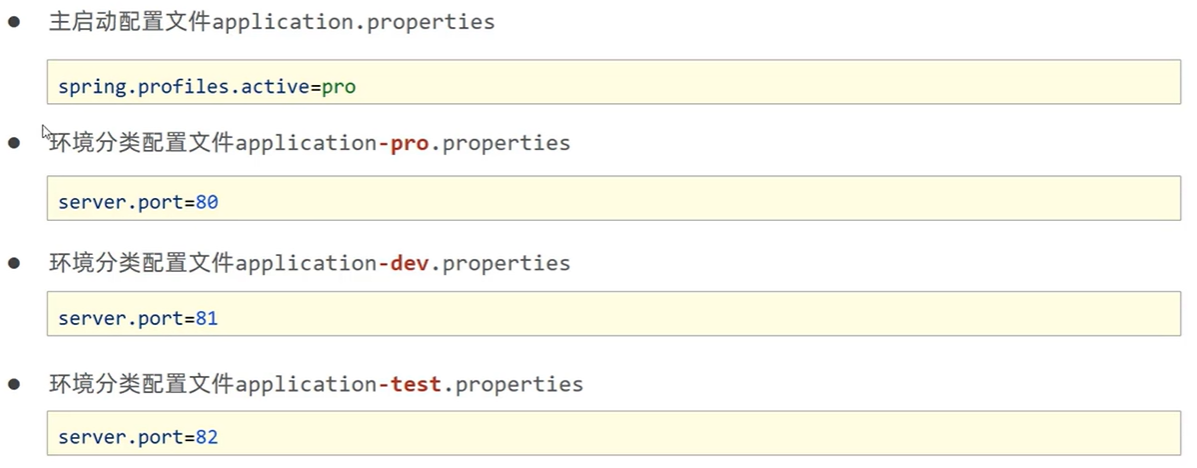 ● 主启动配置文件application.properties
spring.profiles.active=pro
● 环境分类配置文件application-pro.properties
server.port=80
● 环境分类配置文件application-dev.properties
server.port=81
● 环境分类配置文件application-test.properties
server.port=82